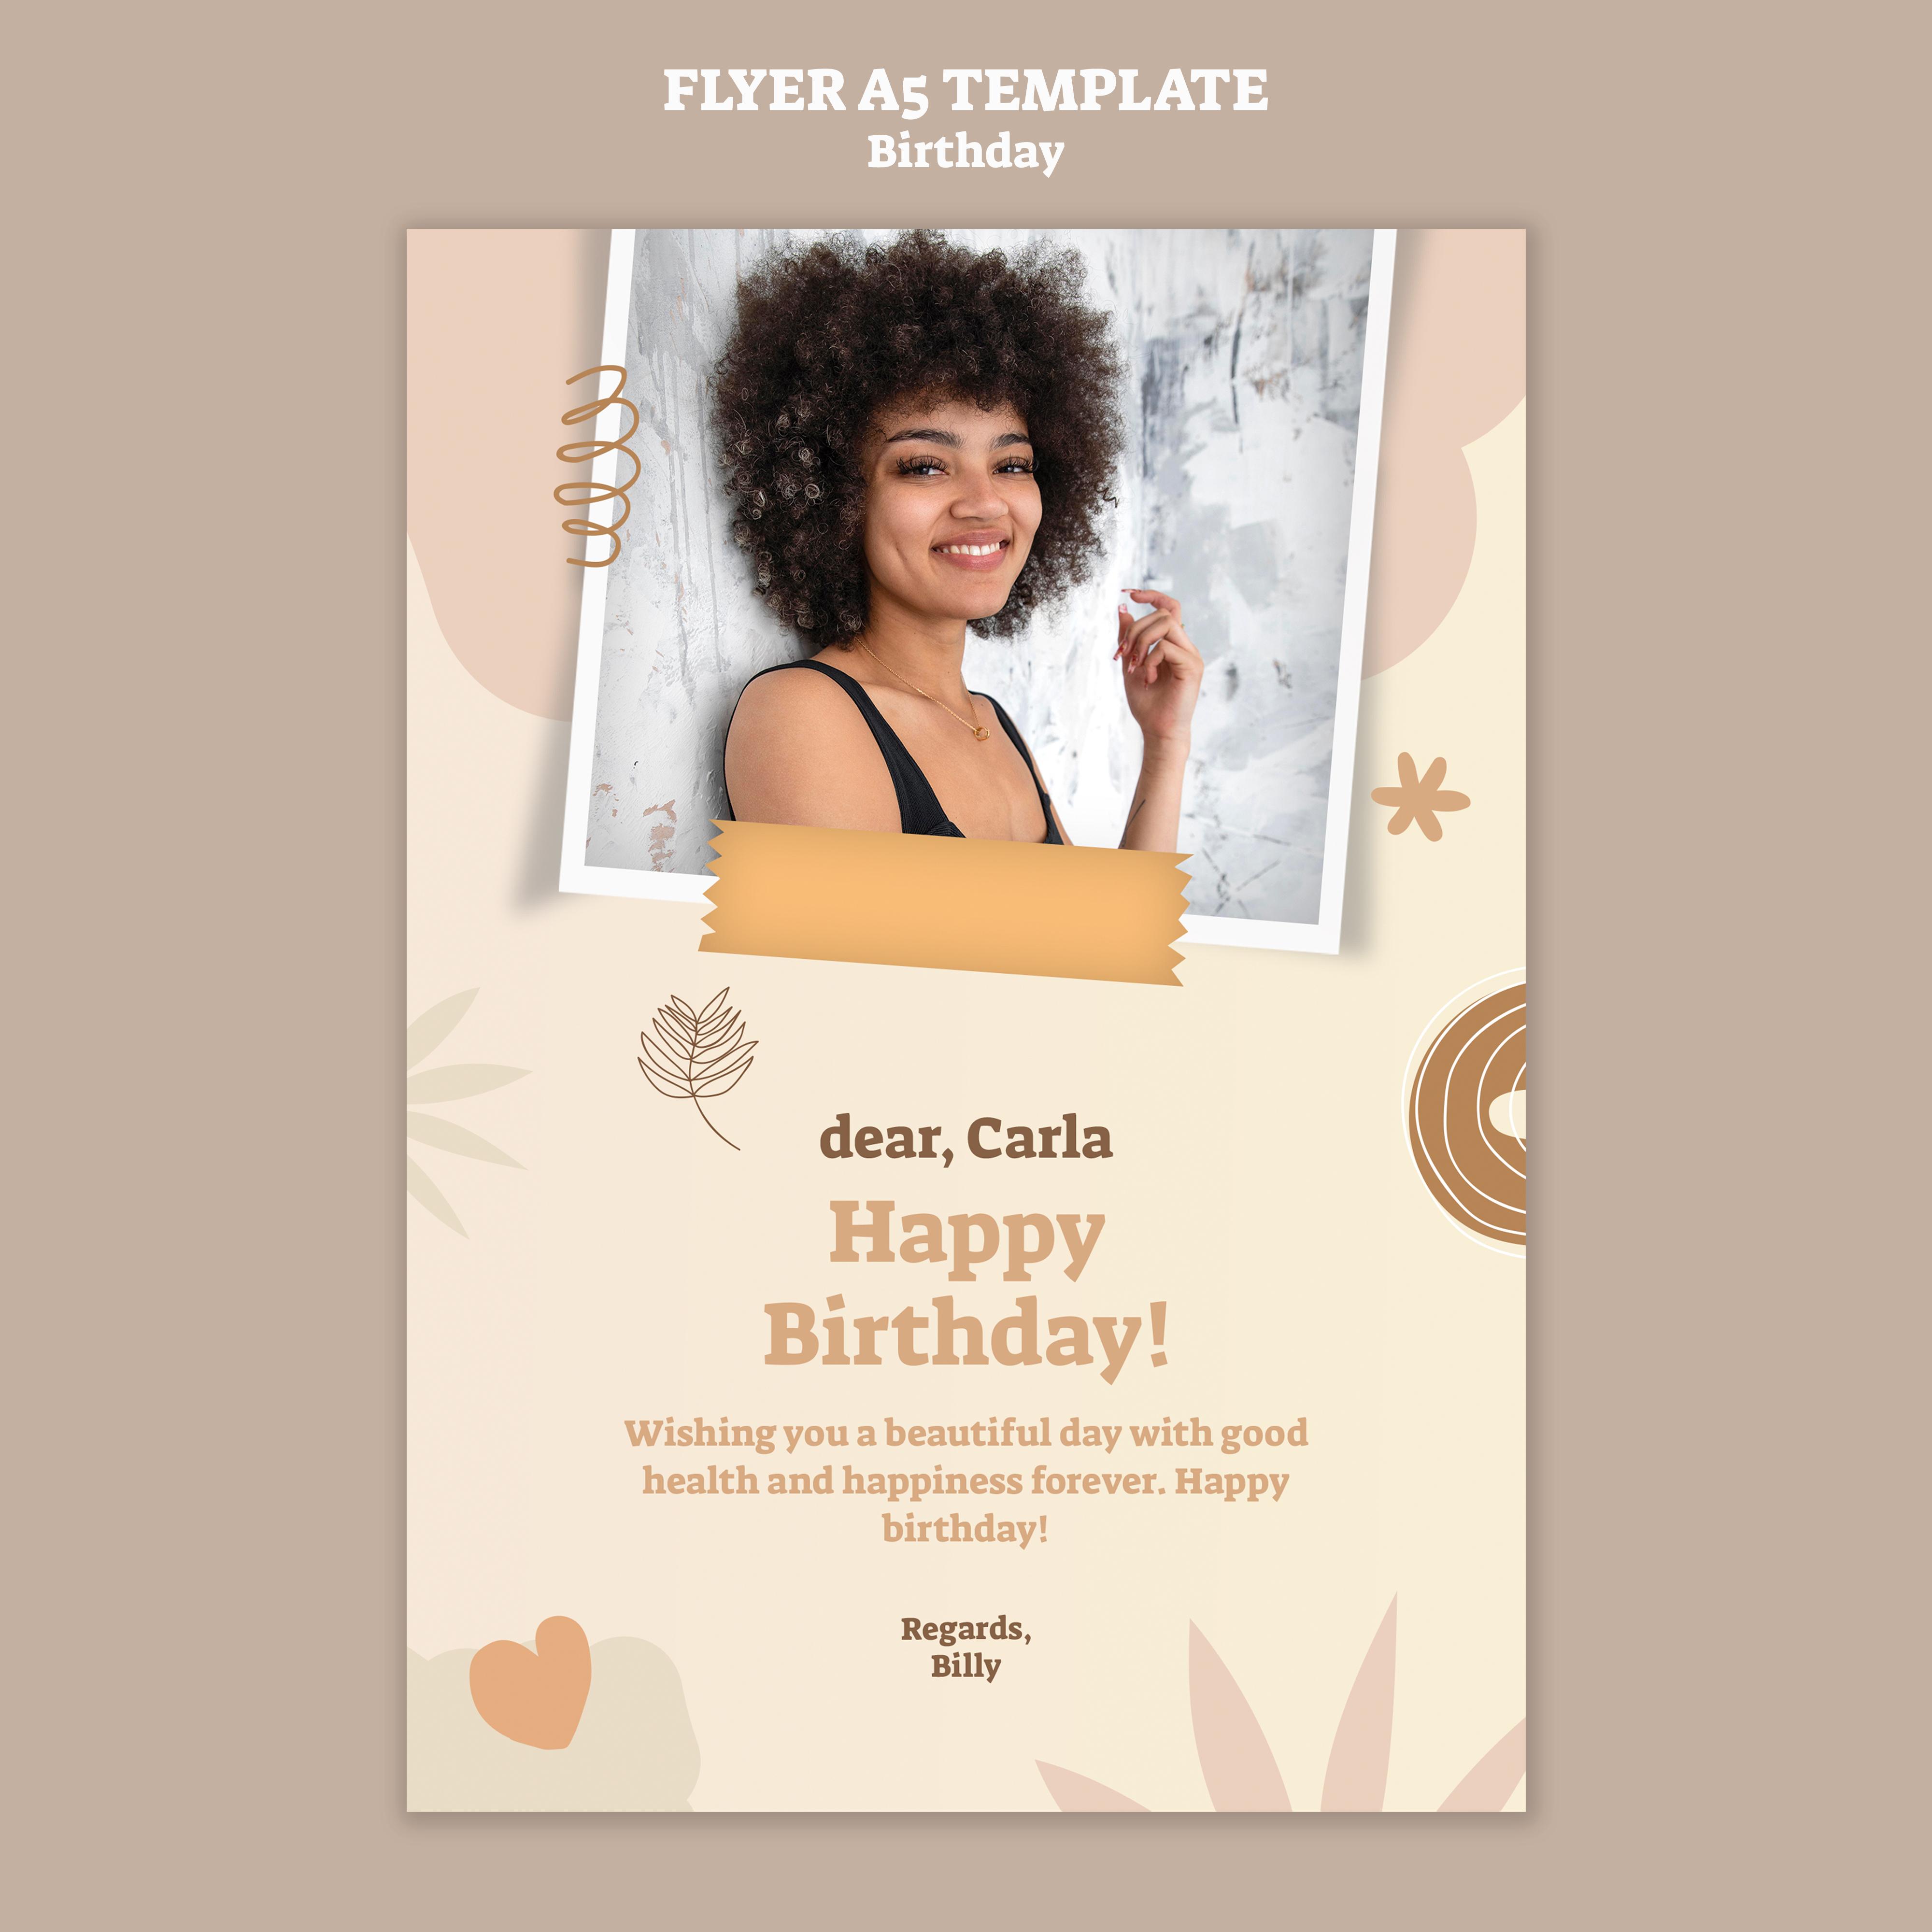 FLYER A5 TEMPLATE
Birthday
dear, Carla
Happy
Birthday!
Wishing you a beautiful day with good
health and happiness forever. Happy
birthday!
Regards,
Billy